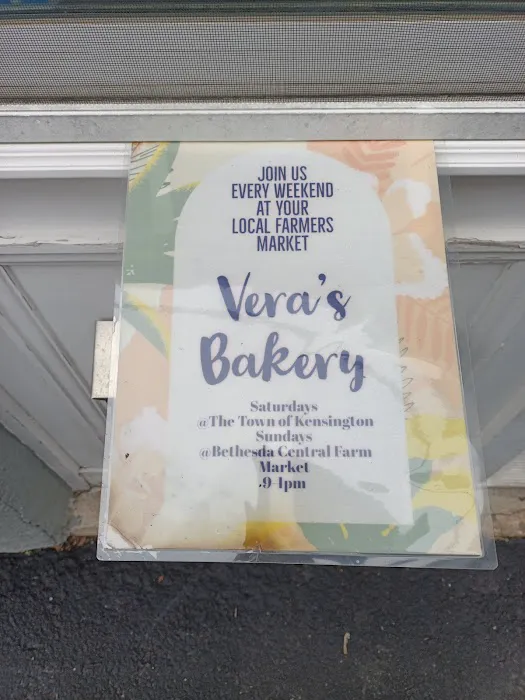 JOIN US
EVERY WEEKEND
AT YOUR
LOCAL FARMERS
MARKET
Vera's
Bakery
Saturdays
@The Town of Kensington
Sundays
@Bethesda Central Farm
Market
9-1pm